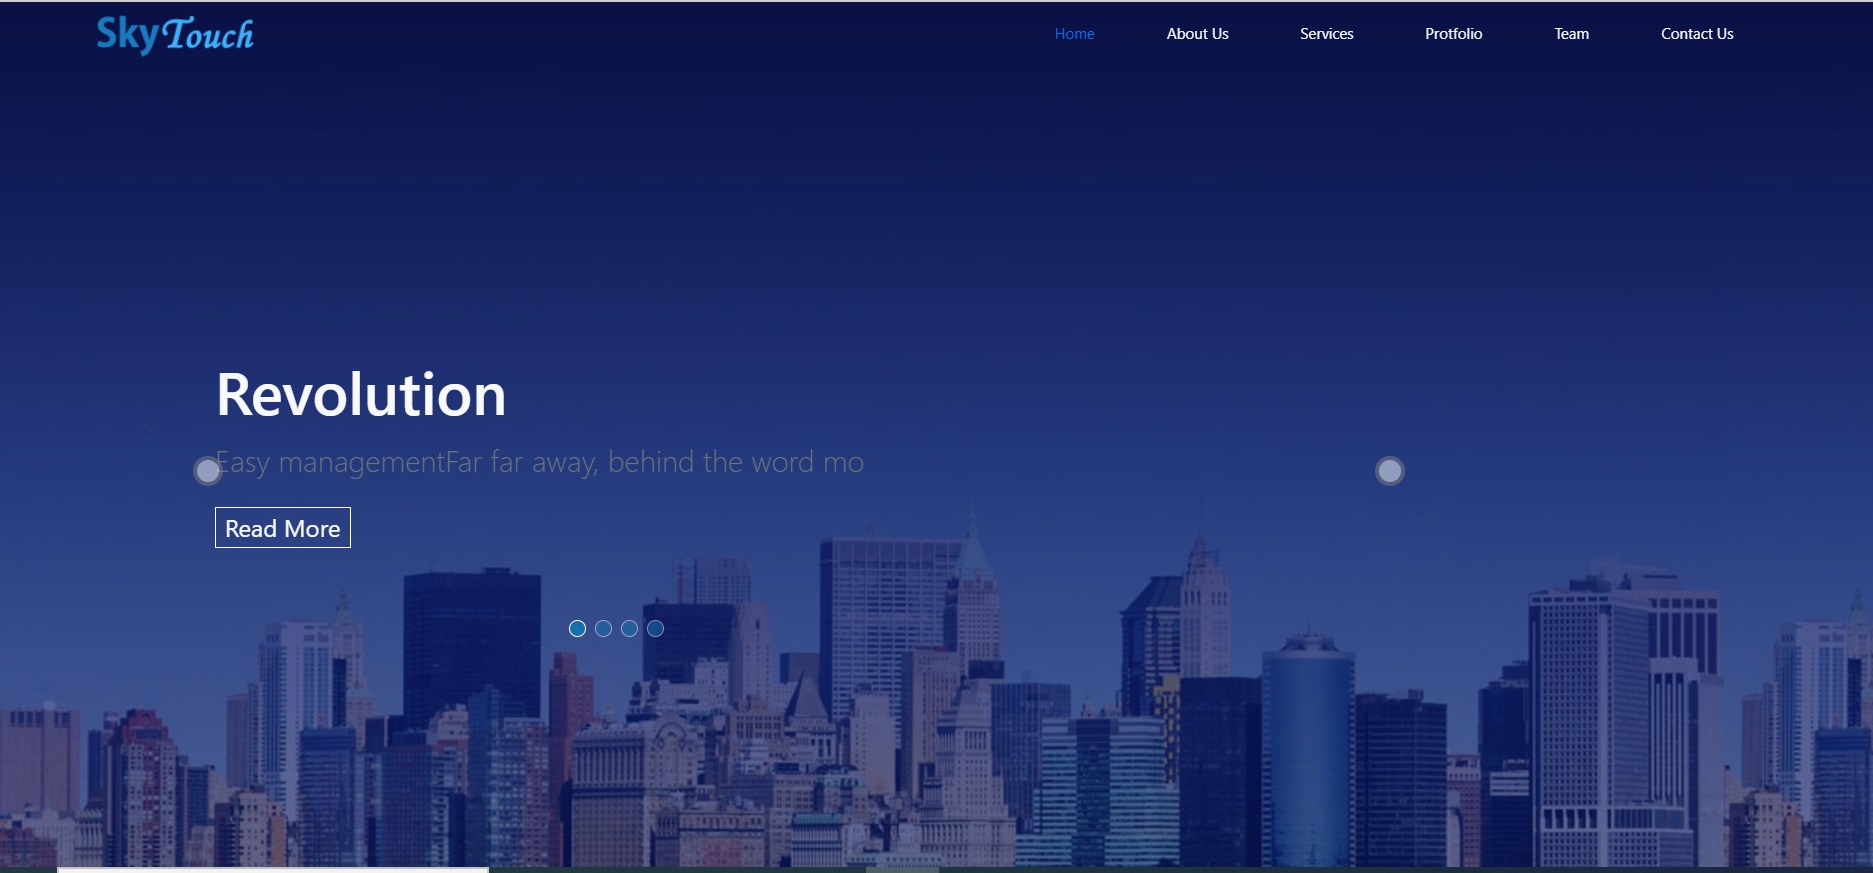 SkyTouch
Home About Us Services Protfolio Team Contact Us
Revolution
Easy managementFar far away, behind the word mo
Read More